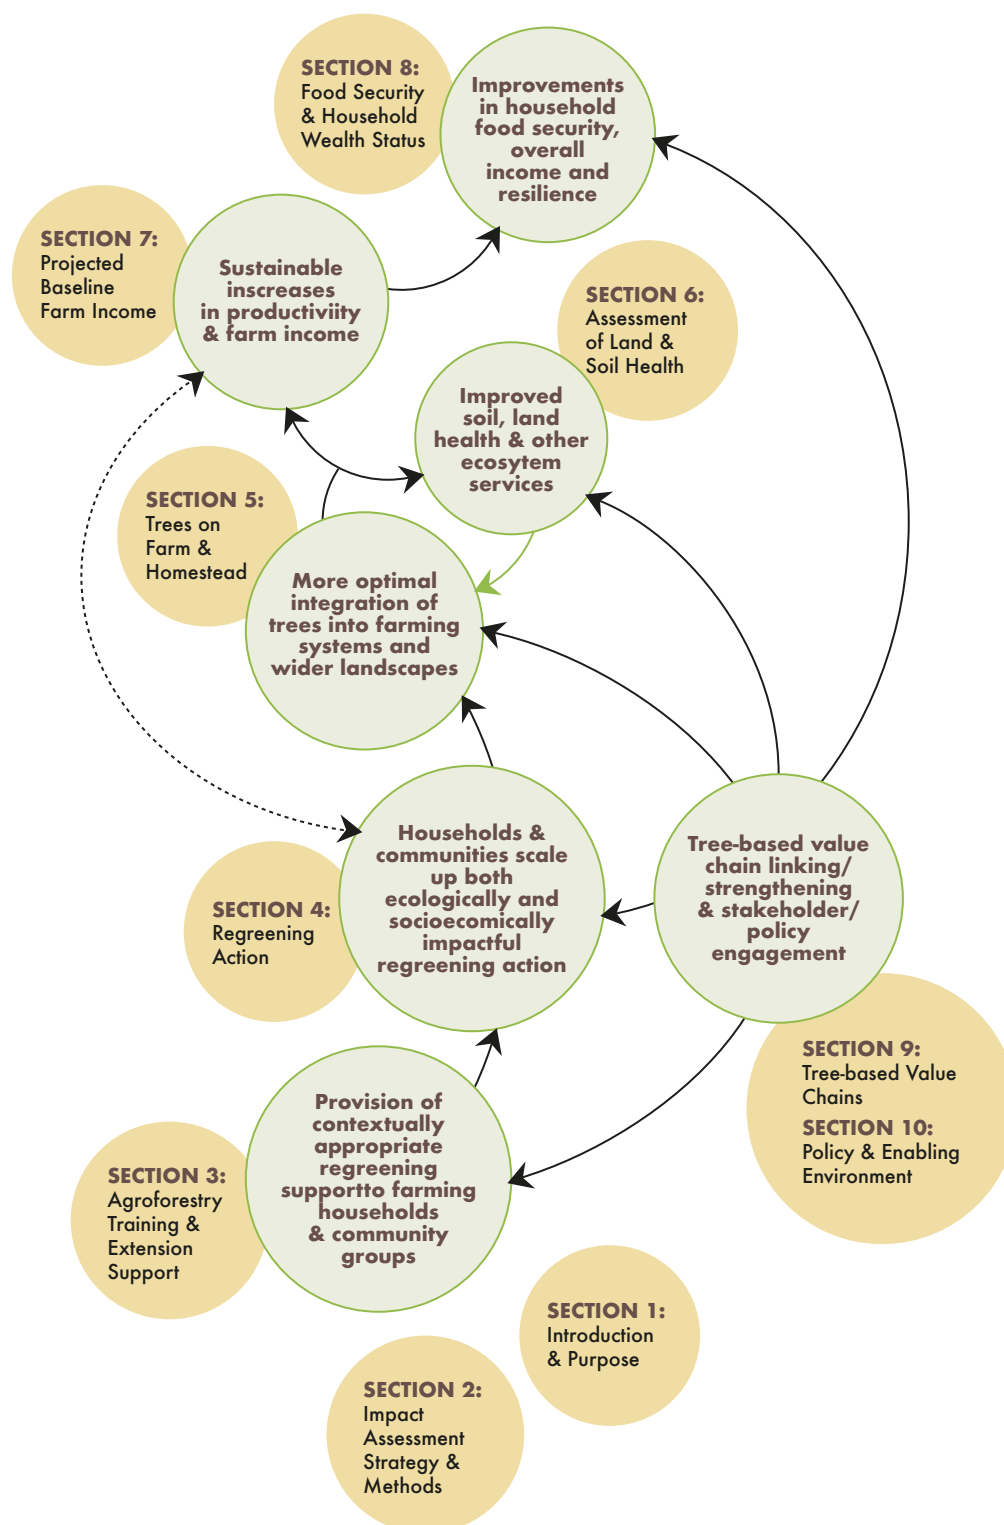 SECTION 8:
Food Security
& Household
Wealth Status
Improvements
in household
food security,
overall
income and
resilience
SECTION 7:
Projected
Baseline
Farm Income
Sustainable
inscreases
in productiviity
& farm income
SECTION 6:
Assessment
of Land &
Soil Health
Improved
soil, land
health & other
ecosytem
services
SECTION 5:
Trees on
Farm &
Homestead
More optimal
integration of
trees into farming
systems and
wider landscapes
Households &
communities scale
up both
ecologically and
socioecomically
impactful
regreening action
Tree-based value
chain linking/
strengthening
& stakeholder/
policy
engagement
SECTION 4:
Regreening
Action
SECTION 9:
Tree-based Value
Chains
SECTION 10:
Policy & Enabling
Environment
Provision of
contextually
appropriate
regreening
supportto farming
households
& community
groups
SECTION 3:
Agroforestry
Training &
Extension
Support
SECTION 1:
Introduction
& Purpose
SECTION 2:
Impact
Assessment
Strategy &
Methods